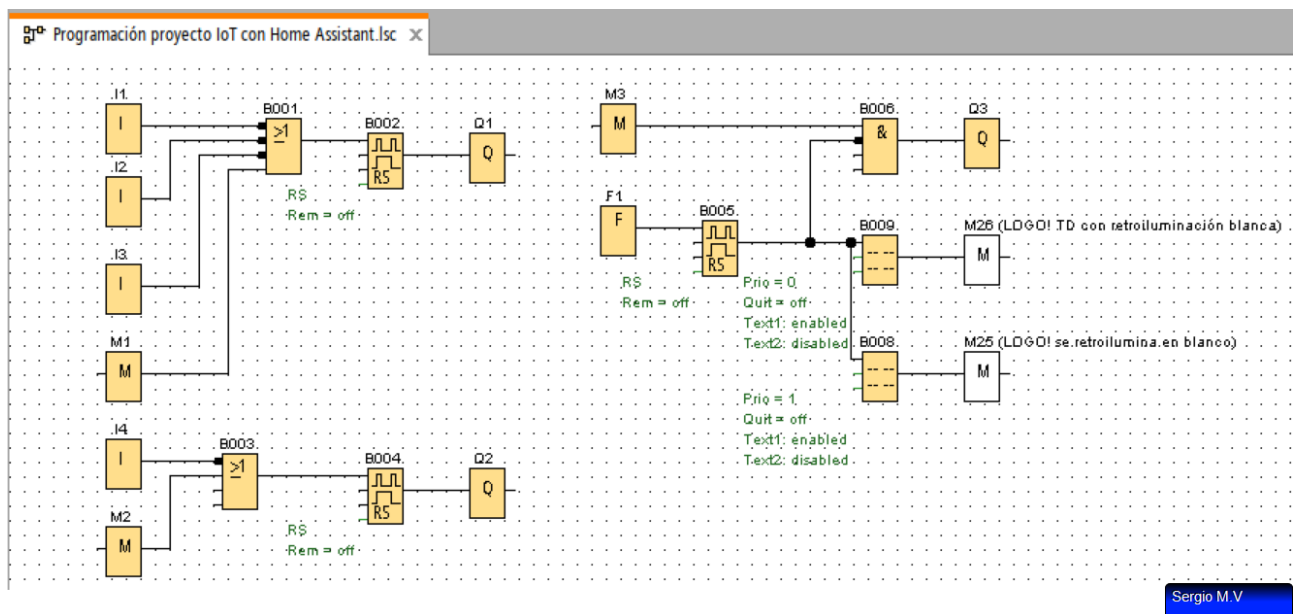 Programación proyecto IoT con Home Assistant.lsc
I1
I
B001
≥1
B002
RS
Q1
Q
I2
I
RS
Rem = off
I3
I
M1
M
I4
I
B003
≥1
B004
RS
Q2
Q
M2
M
RS
Rem = off
M3
M
B006
&
Q3
Q
F1
F
B005
RS
RS
Rem = off
B009
M26 (LOGO! TD con retroiluminación blanca)
M
Prio = 0
Quit = off
Text1: enabled
Text2: disabled
B008
M25 (LOGO! se retroilumina en blanco)
M
Prio = 1
Quit = off
Text1: enabled
Text2: disabled
Sergio M.V